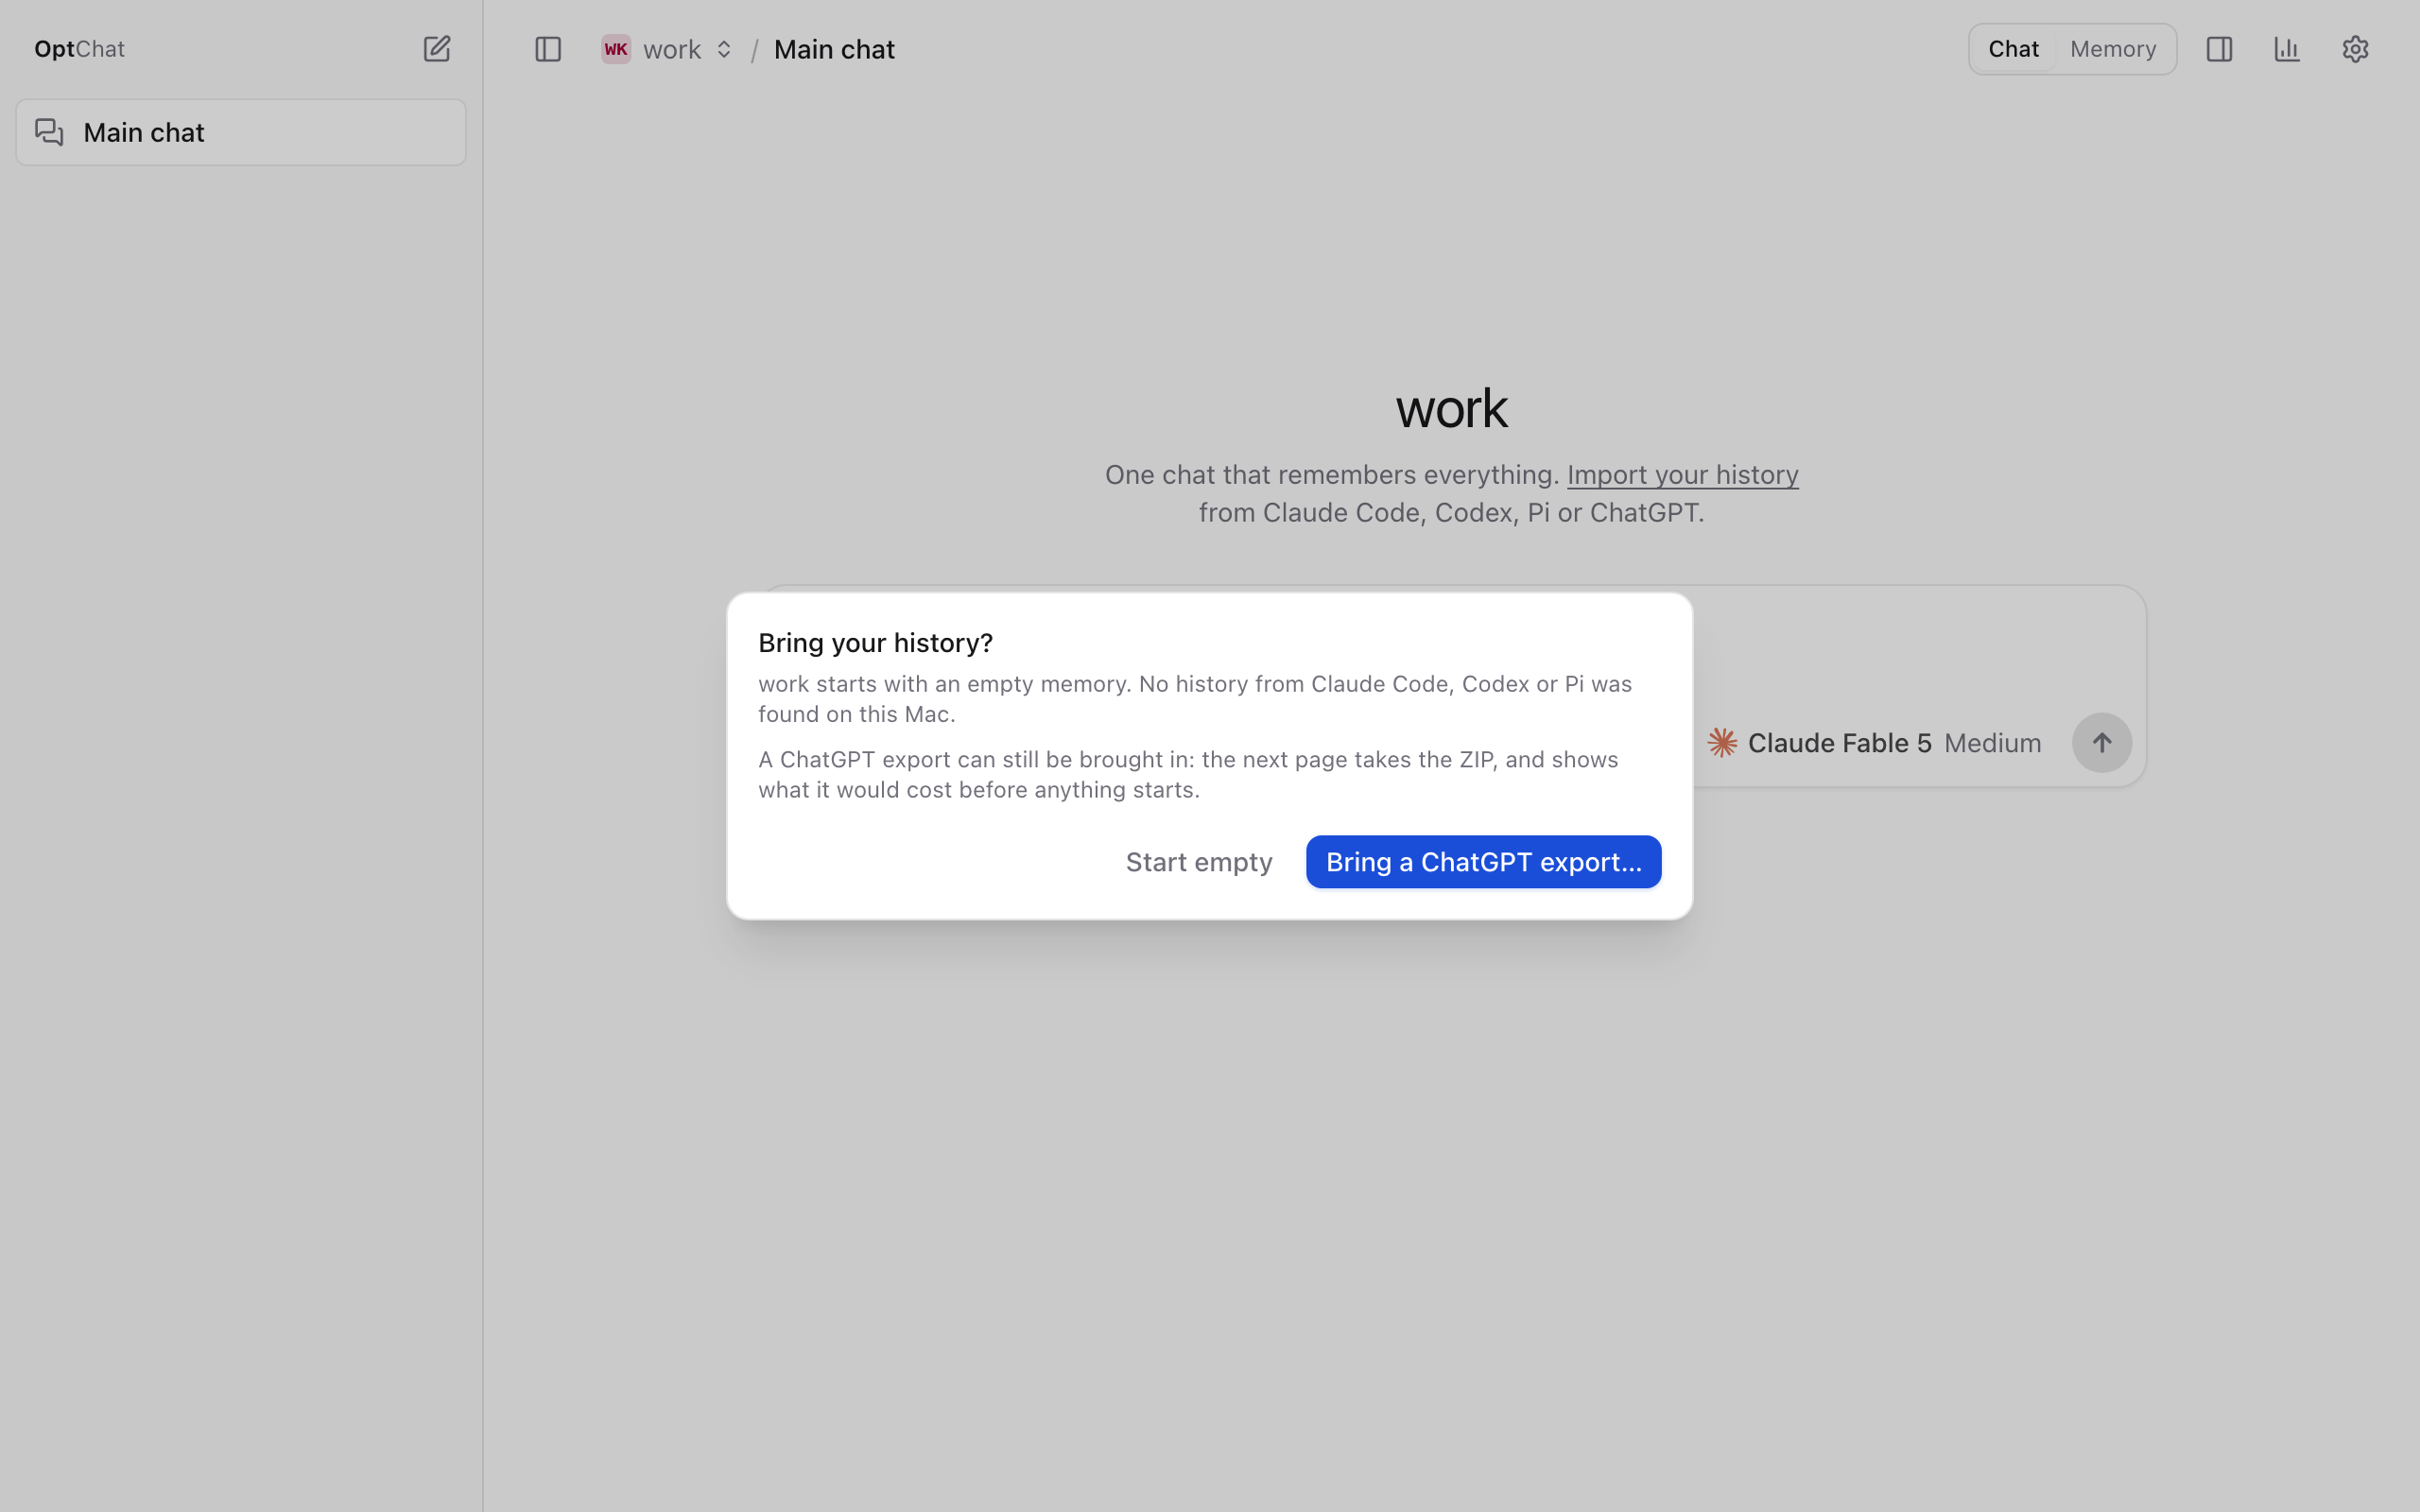 OptChat
Main chat
WK work / Main chat
Chat Memory
work
One chat that remembers everything. Import your history
from Claude Code, Codex, Pi or ChatGPT.
Bring your history?
work starts with an empty memory. No history from Claude Code, Codex or Pi was
found on this Mac.
A ChatGPT export can still be brought in: the next page takes the ZIP, and shows
what it would cost before anything starts.
Start empty
Bring a ChatGPT export...
Claude Fable 5 Medium